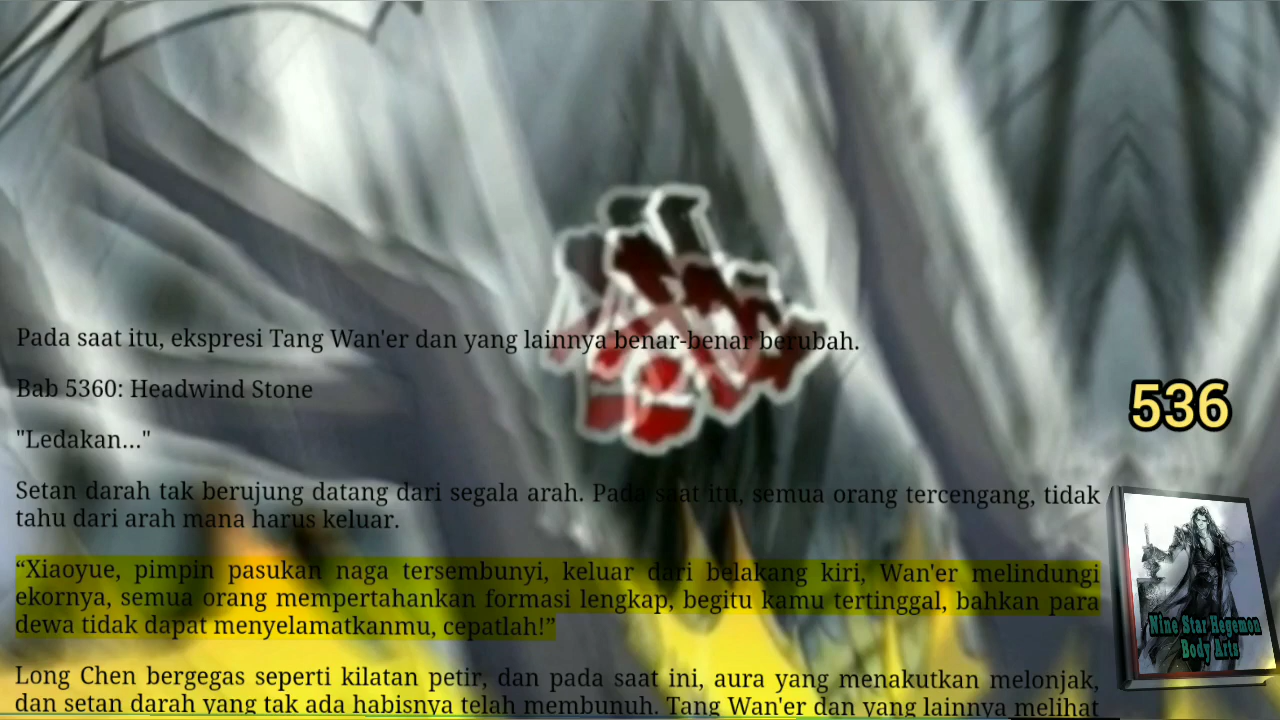 Pada saat itu, ekspresi Tang Wan'er dan yang lainnya benar-benar berubah.
Bab 5360: Headwind Stone
"Ledakan..."
Setan darah tak berujung datang dari segala arah. Pada saat itu, semua orang tercengang, tidak
tahu dari arah mana harus keluar.
“Xiaoyue, pimpin pasukan naga tersembunyi, keluar dari belakang kiri, Wan'er melindungi
ekornya, semua orang mempertahankan formasi lengkap, begitu kamu tertinggal, bahkan para
dewa tidak dapat menyelamatkanmu, cepatlah!”
Long Chen bergegas seperti kilatan petir, dan pada saat ini, aura yang menakutkan melonjak,
dan setan darah yang tak ada habisnya telah membunuh. Tang Wan'er dan yang lainnya melihat
536
Nine Star Hegemon
Body Arts